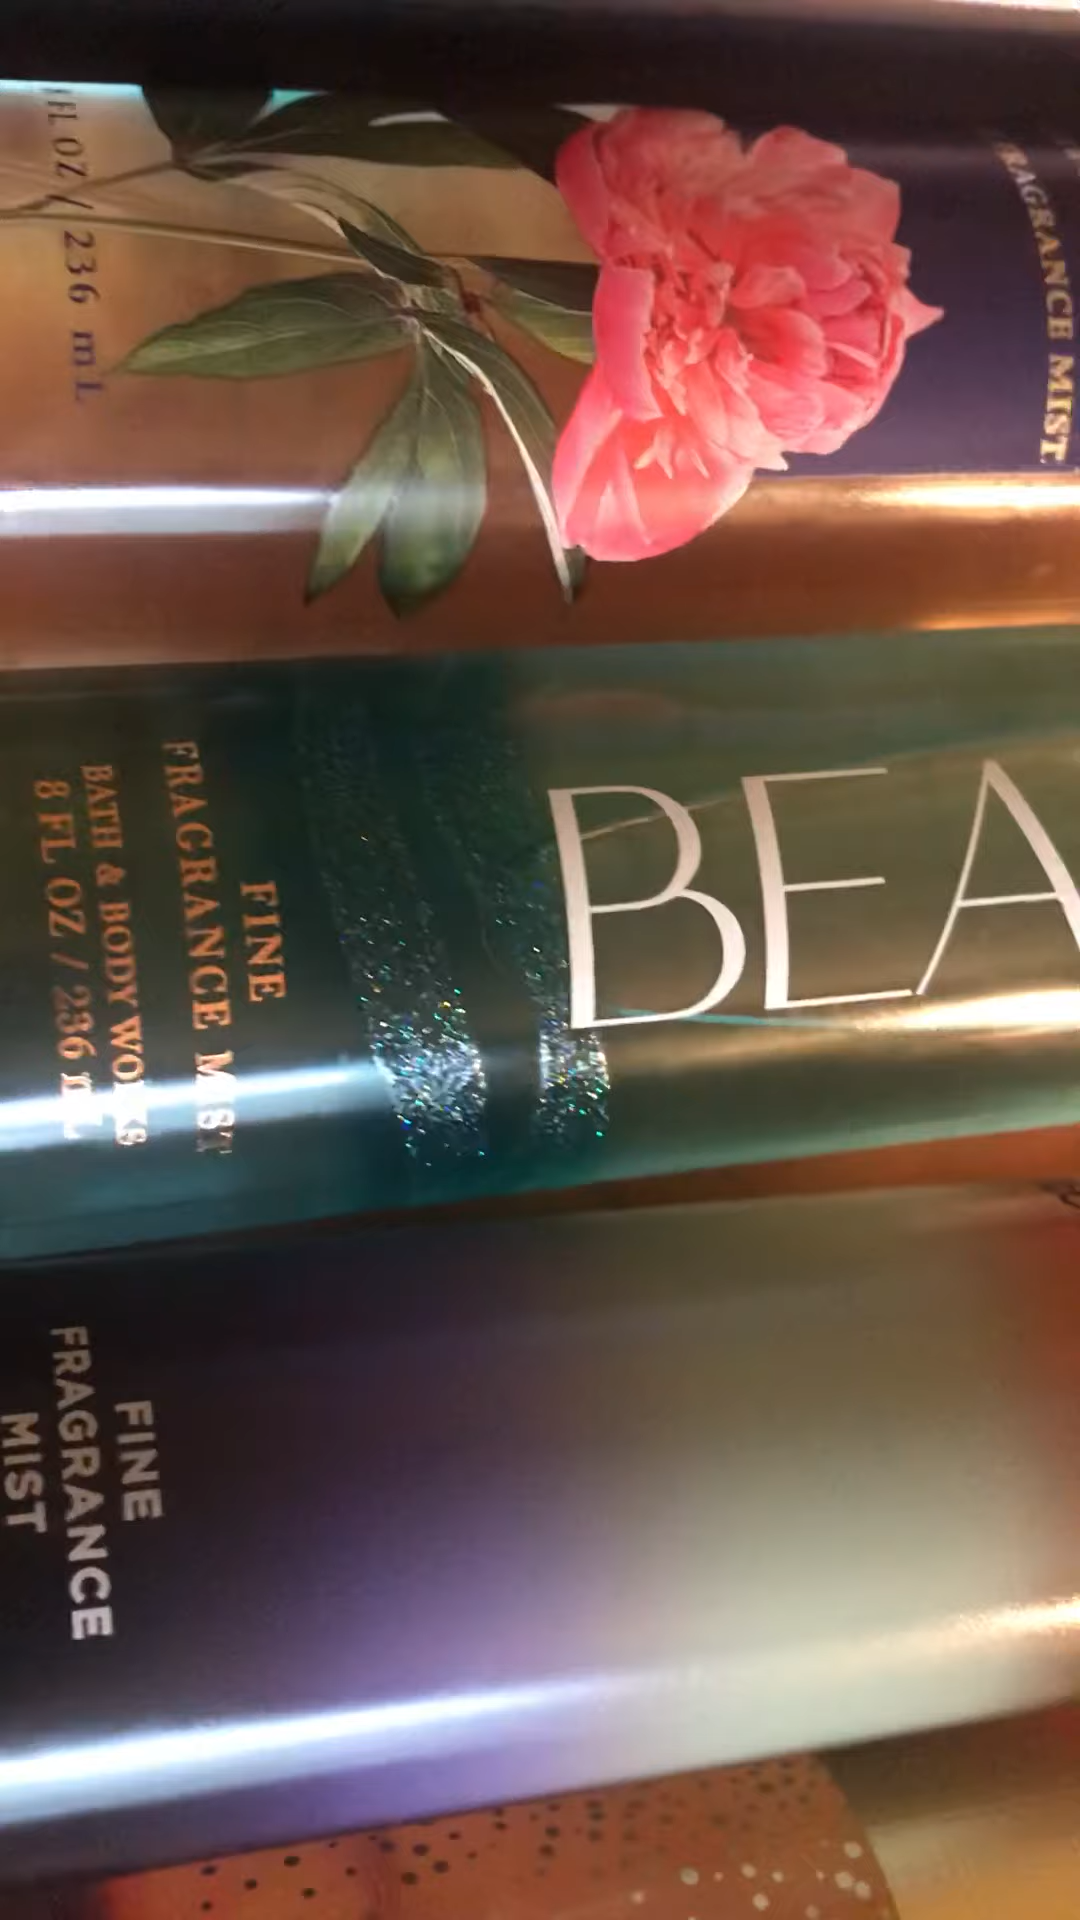 FRAGRANCE MIST
FL OZ / 236 mL
BEA
FINE
FRAGRANCE MIST
BATH & BODY WORKS
8 FL OZ / 236 mL
FINE
FRAGRANCE
MIST